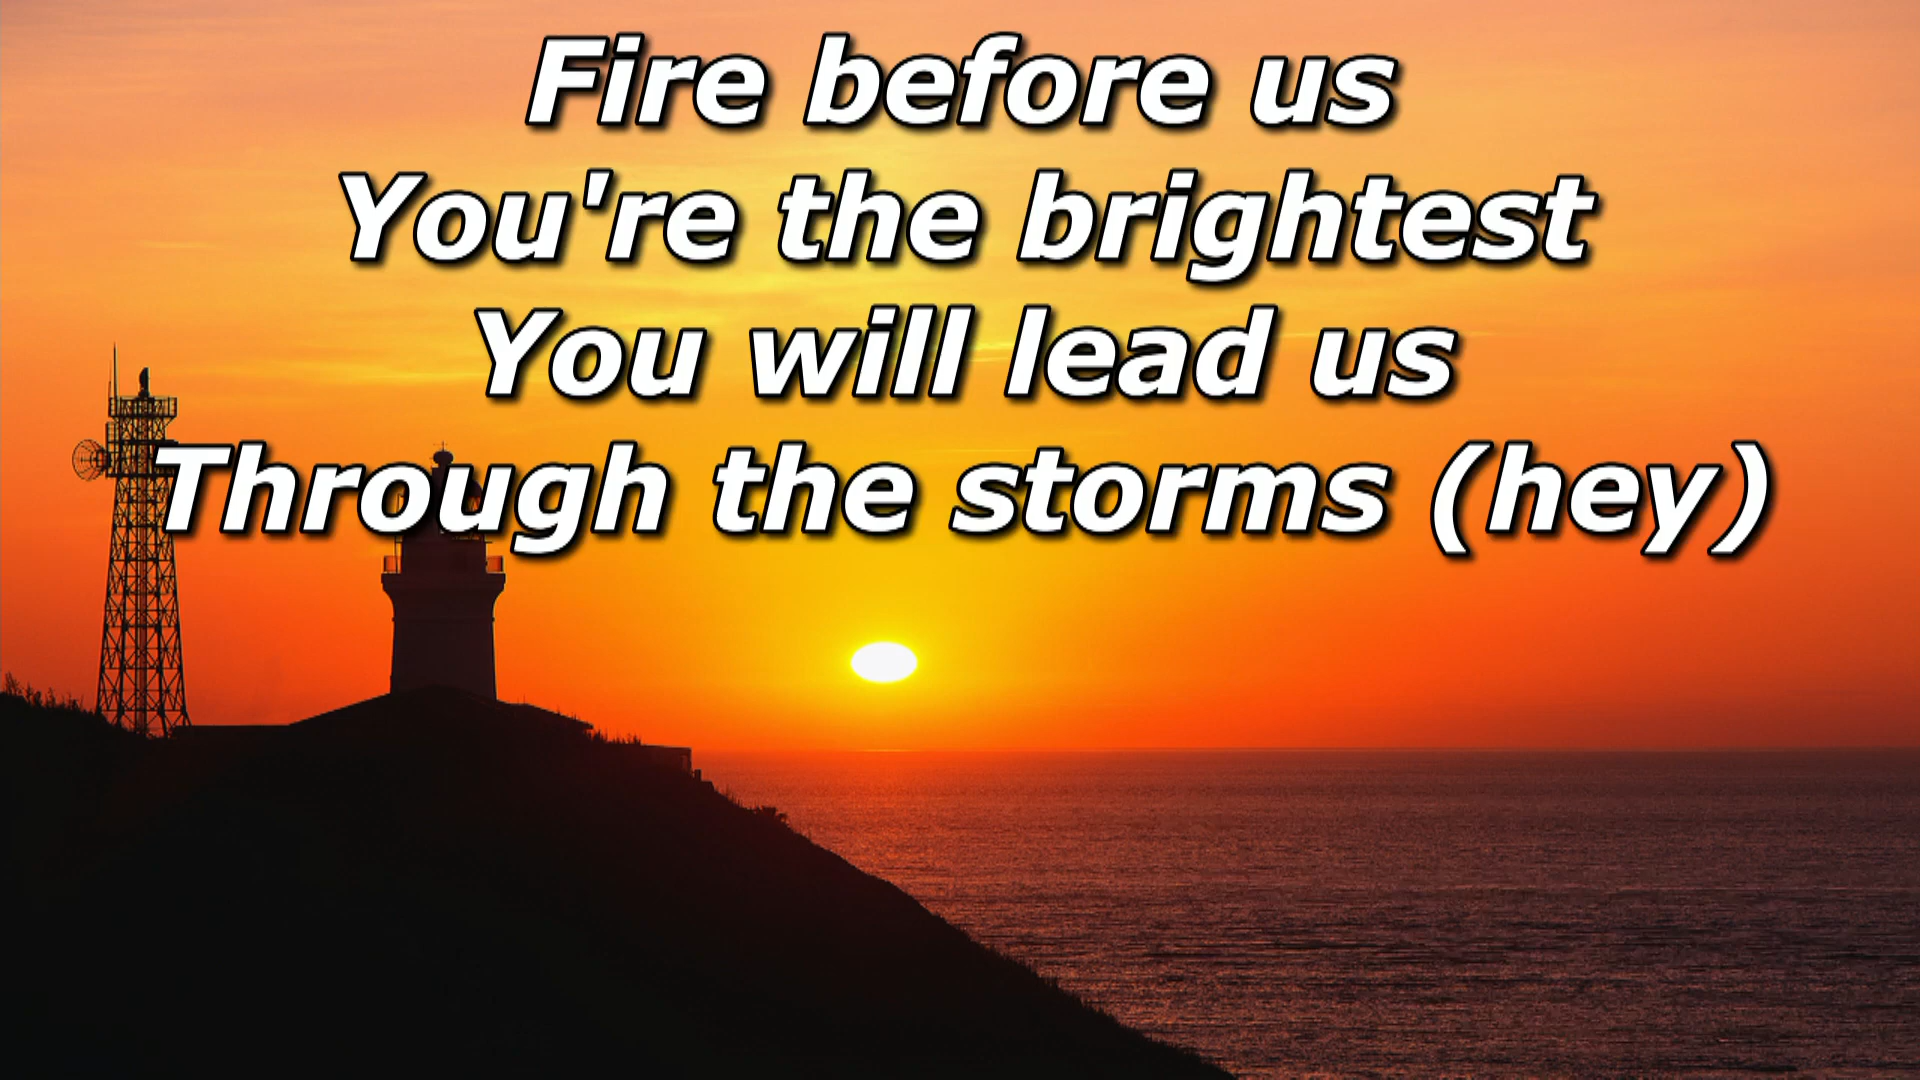 Fire before us
You're the brightest
You will lead us
Through the storms (hey)